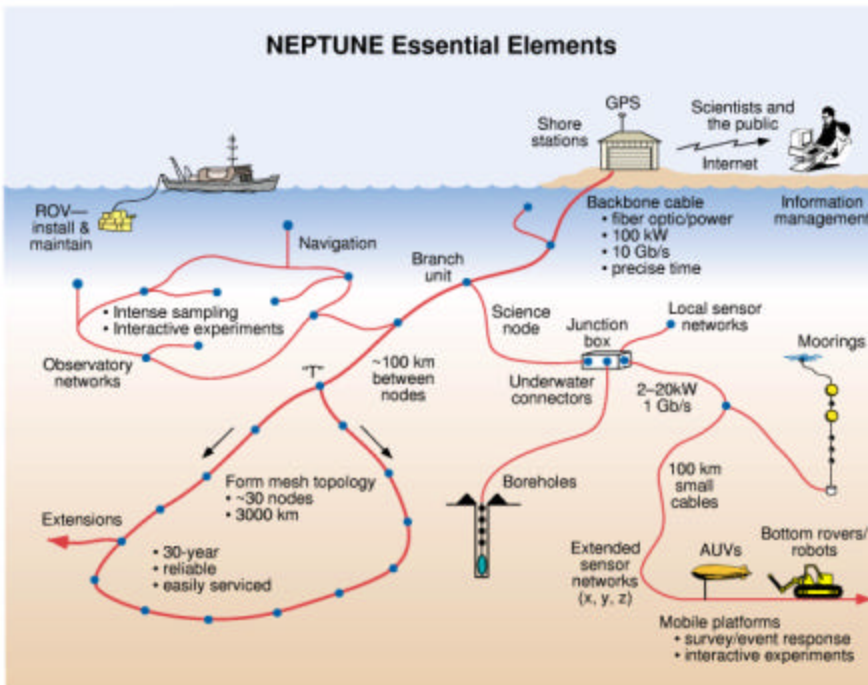 NEPTUNE Essential Elements
GPS
Shore
stations
Scientists and
the public
Internet
Information
management
ROV—
install &
maintain
Navigation
Backbone cable
• fiber optic/power
• 100 kW
• 10 Gb/s
• precise time
Branch
unit
• Intense sampling
• Interactive experiments
Observatory
networks
Science
node
Junction
box
Local sensor
networks
Moorings
"T"
~100 km
between
nodes
Underwater
connectors
2–20kW
1 Gb/s
Form mesh topology
• ~30 nodes
• 3000 km
Boreholes
100 km
small
cables
Extensions
• 30-year
• reliable
• easily serviced
Extended
sensor
networks
(x, y, z)
AUVs
Bottom rovers/
robots
Mobile platforms
• survey/event response
• interactive experiments